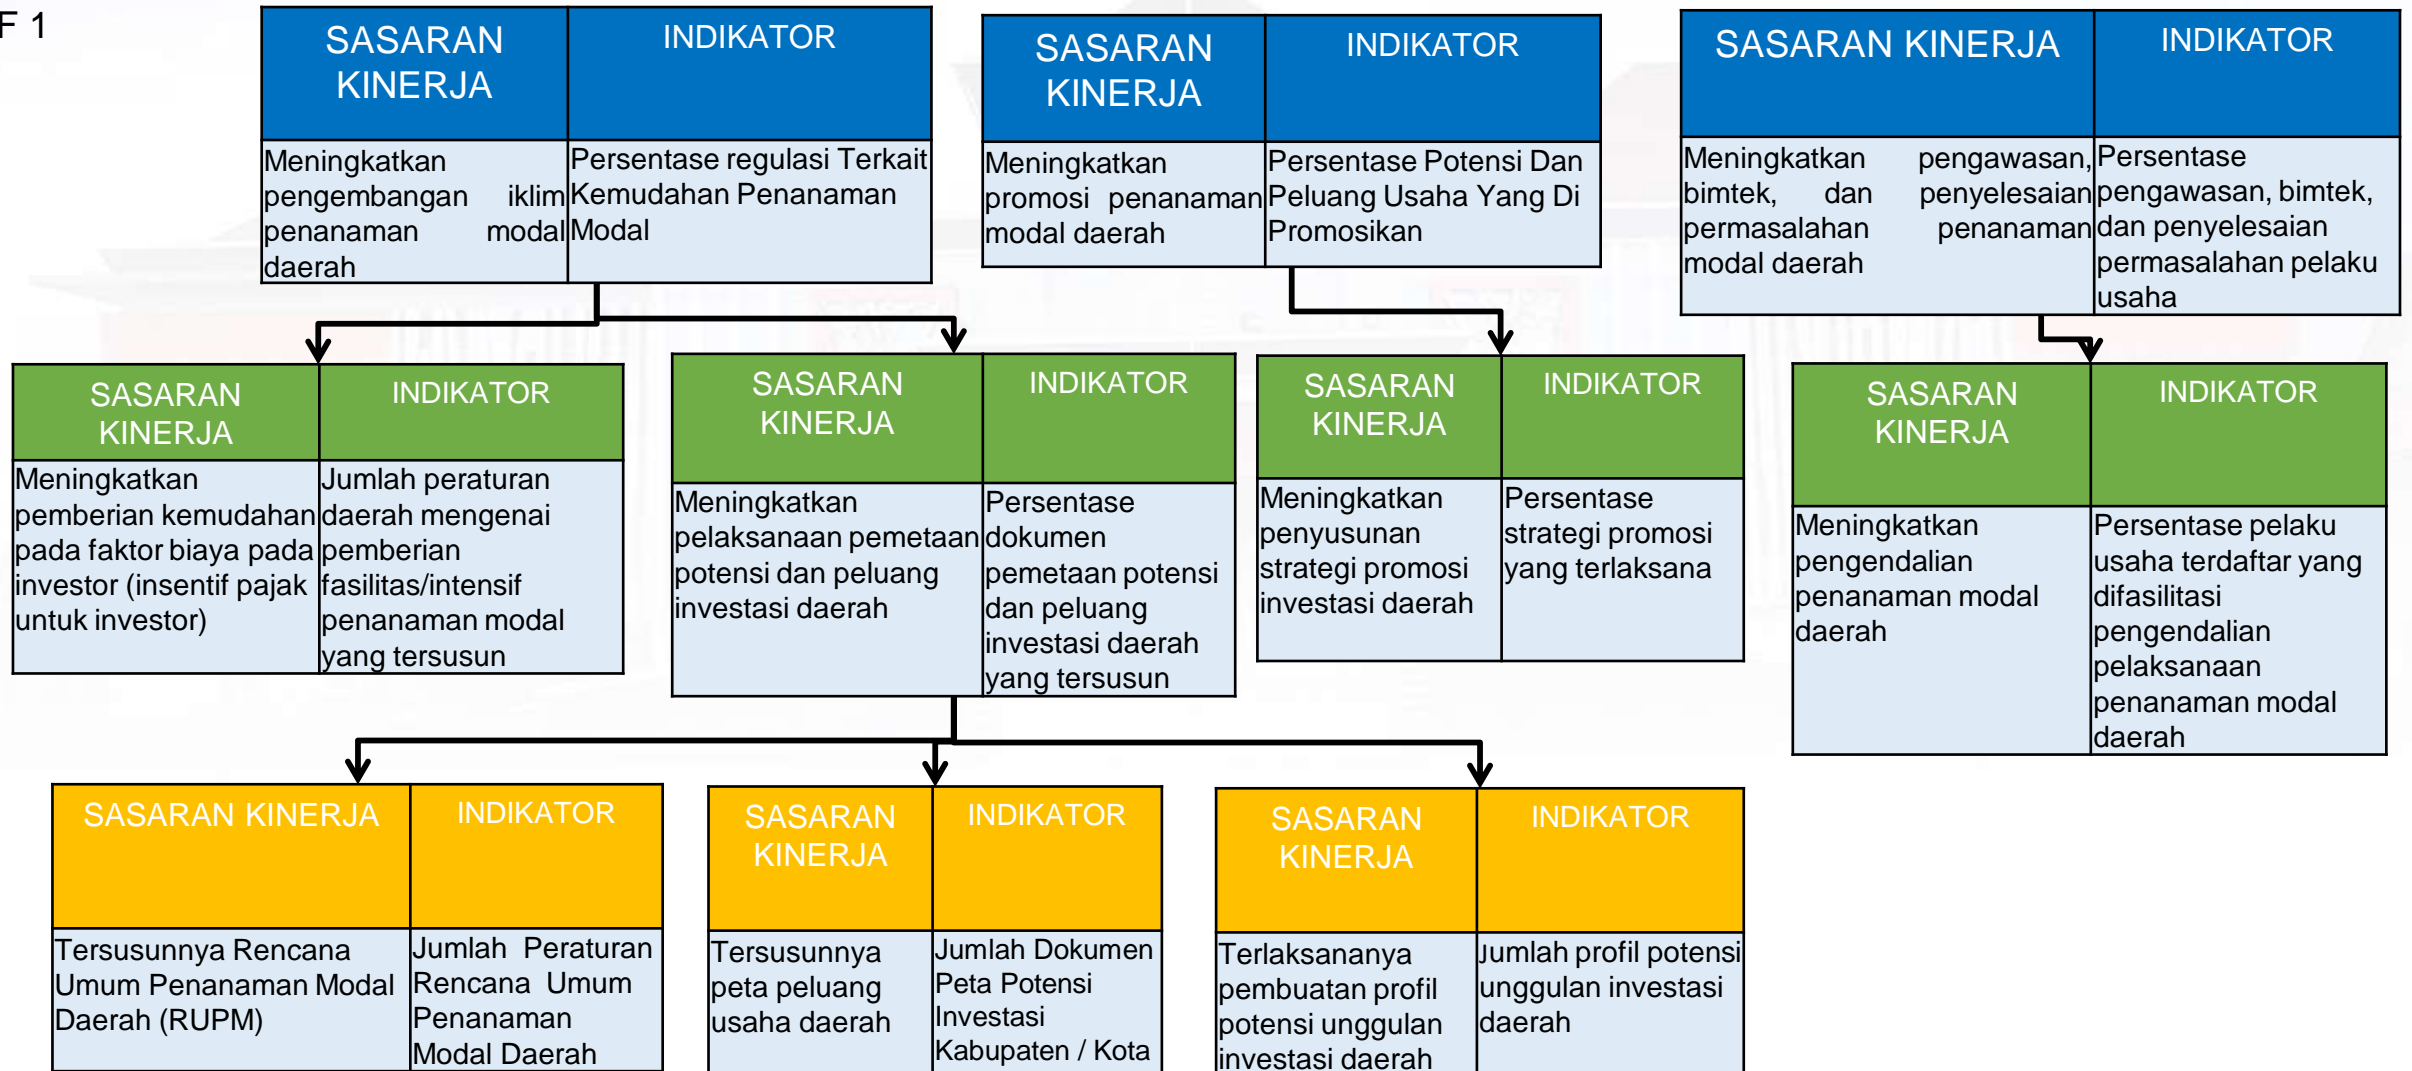 F 1
SASARAN
KINERJA
INDIKATOR
Meningkatkan
pengembangan iklim
penanaman modal
daerah
Persentase regulasi Terkait
Kemudahan Penanaman
Modal
SASARAN
KINERJA
INDIKATOR
Meningkatkan
promosi penanaman
modal daerah
Persentase Potensi Dan
Peluang Usaha Yang Di
Promosikan
SASARAN KINERJA
INDIKATOR
Meningkatkan pengawasan,
bimtek, dan penyelesaian
permasalahan penanaman
modal daerah
Persentase
pengawasan, bimtek,
dan penyelesaian
permasalahan pelaku
usaha
SASARAN
KINERJA
INDIKATOR
Meningkatkan
pemberian kemudahan
pada faktor biaya pada
investor (insentif pajak
untuk investor)
Jumlah peraturan
daerah mengenai
pemberian
fasilitas/intensif
penanaman modal
yang tersusun
SASARAN
KINERJA
INDIKATOR
Meningkatkan
pelaksanaan pemetaan
potensi dan peluang
investasi daerah
Persentase
dokumen
pemetaan potensi
dan peluang
investasi daerah
yang tersusun
SASARAN
KINERJA
INDIKATOR
Meningkatkan
penyusunan
strategi promosi
investasi daerah
Persentase
strategi promosi
yang terlaksana
SASARAN
KINERJA
INDIKATOR
Meningkatkan
pengendalian
penanaman modal
daerah
Persentase pelaku
usaha terdaftar yang
difasilitasi
pengendalian
pelaksanaan
penanaman modal
daerah
SASARAN KINERJA
INDIKATOR
Tersusunnya Rencana
Umum Penanaman Modal
Daerah (RUPM)
Jumlah Peraturan
Rencana Umum
Penanaman
Modal Daerah
SASARAN
KINERJA
INDIKATOR
Tersusunnya
peta peluang
usaha daerah
Jumlah Dokumen
Peta Potensi
Investasi
Kabupaten / Kota
SASARAN
KINERJA
INDIKATOR
Terlaksananya
pembuatan profil
potensi unggulan
investasi daerah
Jumlah profil potensi
unggulan investasi
daerah